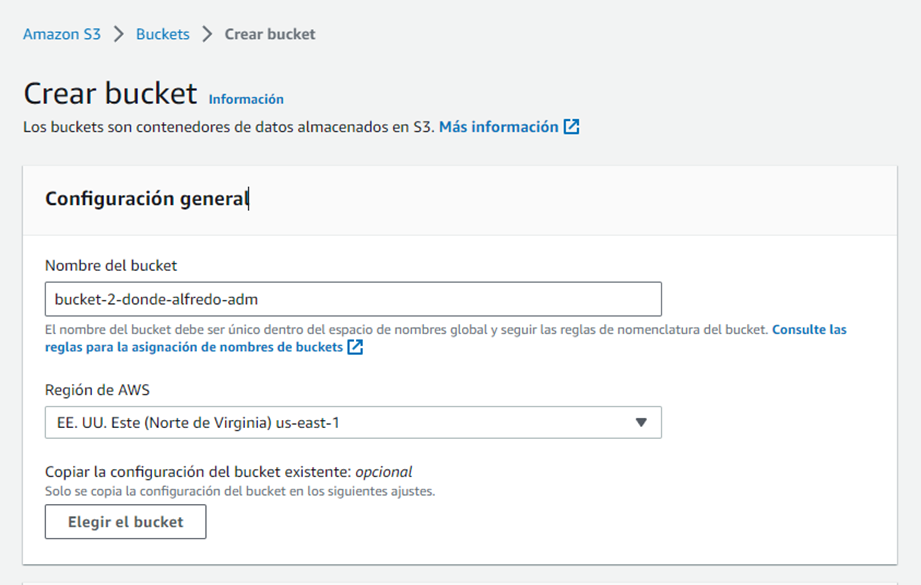 Amazon S3 > Buckets > Crear bucket
Crear bucket Información
Los buckets son contenedores de datos almacenados en S3. Más información
Configuración general
Nombre del bucket
bucket-2-donde-alfredo-adm
El nombre del bucket debe ser único dentro del espacio de nombres global y seguir las reglas de nomenclatura del bucket. Consulte las
reglas para la asignación de nombres de buckets
Región de AWS
EE. UU. Este (Norte de Virginia) us-east-1
Copiar la configuración del bucket existente: opcional
Solo se copia la configuración del bucket en los siguientes ajustes.
Elegir el bucket